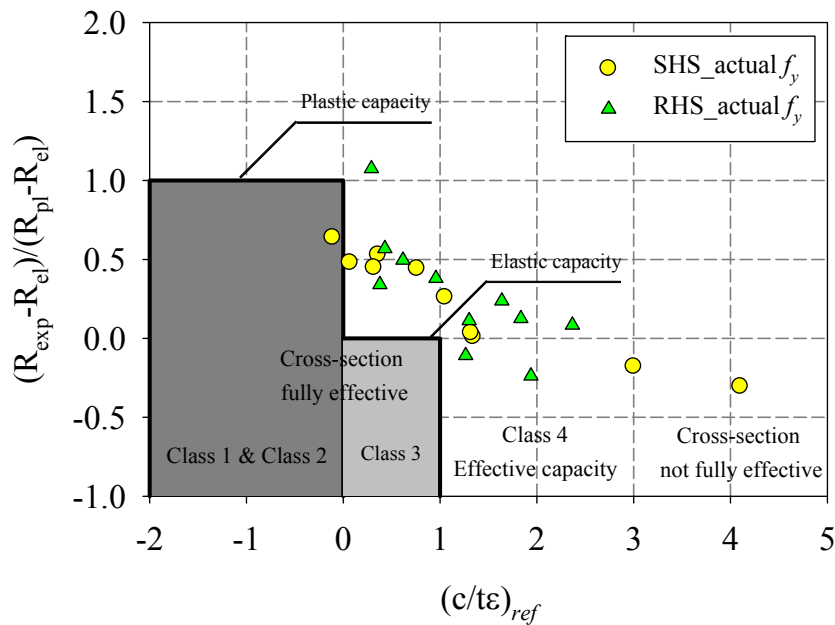 2.0
1.5
1.0
0.5
0.0
-0.5
-1.0
(R_exp-R_el)/(R_pl-R_el)
SHS_actual f_y
RHS_actual f_y
Plastic capacity
Elastic capacity
Cross-section
fully effective
Class 1 & Class 2
Class 3
Class 4
Effective capacity
Cross-section
not fully effective
-2 -1 0 1 2 3 4 5
(c/tε)_ref